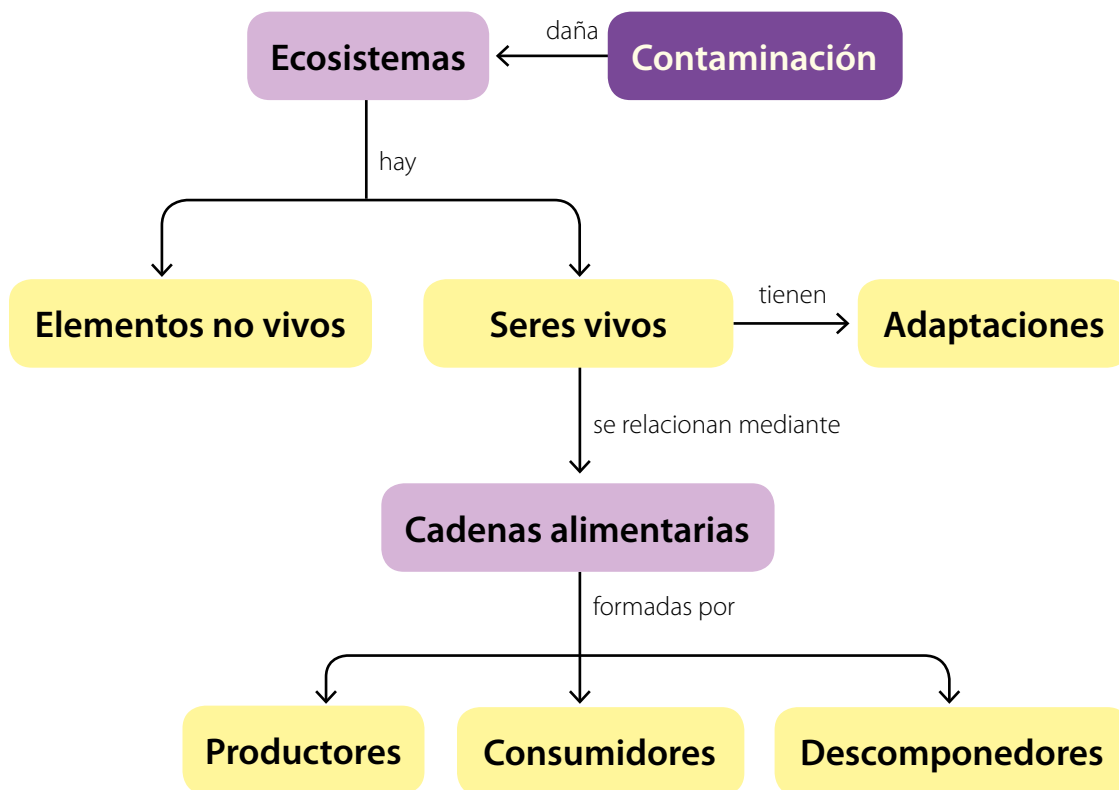 Ecosistemas
daña
Contaminación
hay
Elementos no vivos
Seres vivos
tienen
Adaptaciones
se relacionan mediante
Cadenas alimentarias
formadas por
Productores
Consumidores
Descomponedores